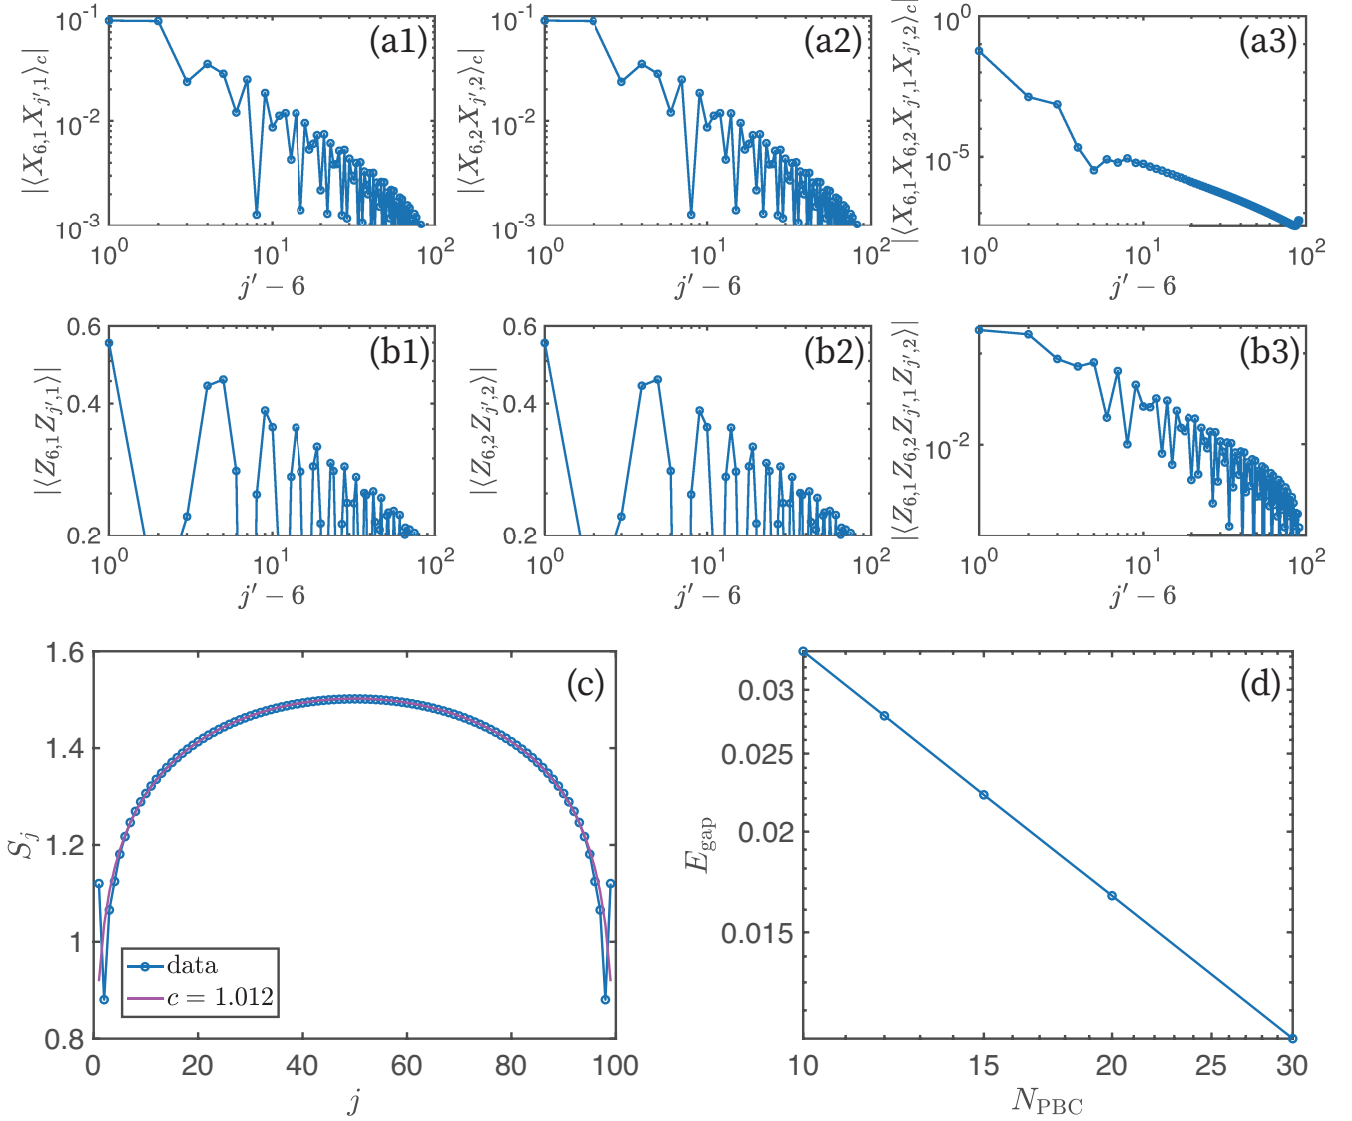 (a1)
|⟨X_{6,1}X_{j′,1}⟩_c|
10^{-1}
10^{-2}
10^{-3}
10^0 10^1 10^2
j′ − 6
(a2)
|⟨X_{6,2}X_{j′,2}⟩_c|
10^{-1}
10^{-2}
10^{-3}
10^0 10^1 10^2
j′ − 6
(a3)
|⟨X_{6,1}X_{6,2}X_{j′,1}X_{j′,2}⟩_c|
10^0
10^{-5}
10^0 10^1 10^2
j′ − 6
(b1)
|⟨Z_{6,1}Z_{j′,1}⟩|
0.6
0.4
0.2
10^0 10^1 10^2
j′ − 6
(b2)
|⟨Z_{6,2}Z_{j′,2}⟩|
0.6
0.4
0.2
10^0 10^1 10^2
j′ − 6
(b3)
|⟨Z_{6,1}Z_{6,2}Z_{j′,1}Z_{j′,2}⟩|
10^{-2}
10^0 10^1 10^2
j′ − 6
(c)
S_j
1.6
1.4
1.2
1
0.8
data
c = 1.012
0 20 40 60 80 100
j
(d)
E_{gap}
0.03
0.025
0.02
0.015
10 15 20 25 30
N_{PBC}